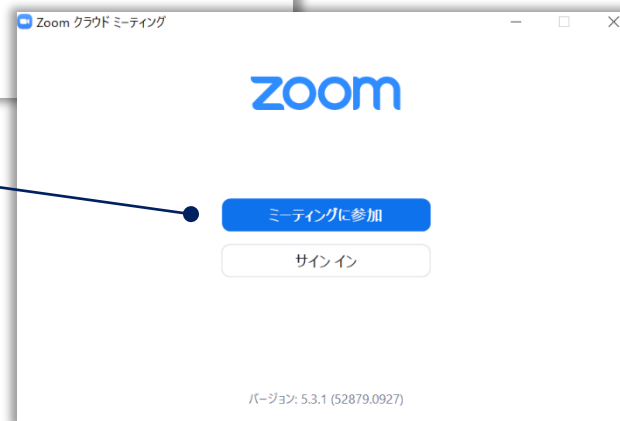 Zoom クラウド ミーティング
zoom
ミーティングに参加
サイン イン
バージョン: 5.3.1 (52879.0927)